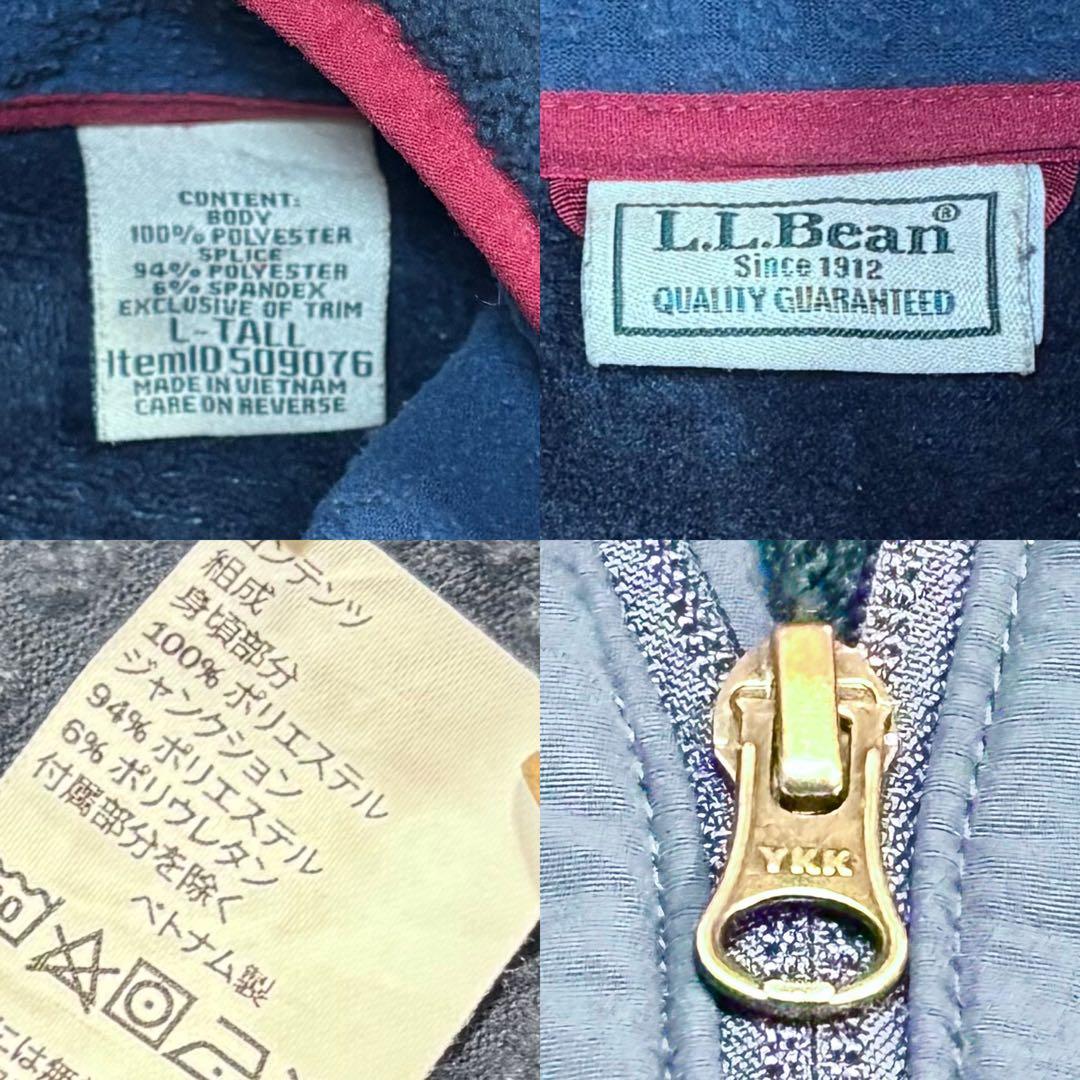 CONTENT:
BODY
100% POLYESTER
SPLICE
94% POLYESTER
6% SPANDEX
EXCLUSIVE OF TRIM
L-TALL
ItemID 509076
MADE IN VIETNAM
CARE ON REVERSE
L.L.Bean®
Since 1912
QUALITY GUARANTEED
コンテンツ
組成
身頃部分
100% ポリエステル
ジャンクション
94% ポリエステル
6% ポリウレタン
付属部分を除く
ベトナム製
には無
YKK